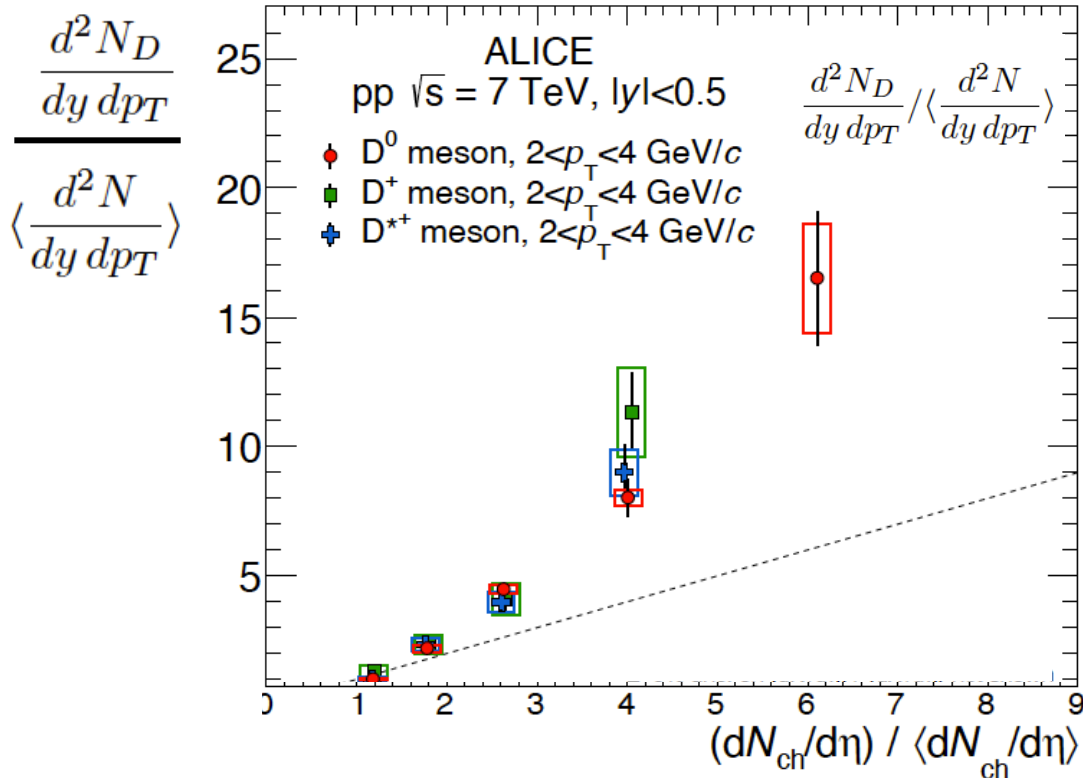 d²N_D
dy dp_T
⟨ d²N
dy dp_T ⟩
ALICE
pp √s = 7 TeV, |y|<0.5
d²N_D / dy dp_T / ⟨ d²N / dy dp_T ⟩
D⁰ meson, 2<p_T<4 GeV/c
D⁺ meson, 2<p_T<4 GeV/c
D*⁺ meson, 2<p_T<4 GeV/c
25
20
15
10
5
0 1 2 3 4 5 6 7 8 9
(dN_ch/dη) / ⟨dN_ch/dη⟩